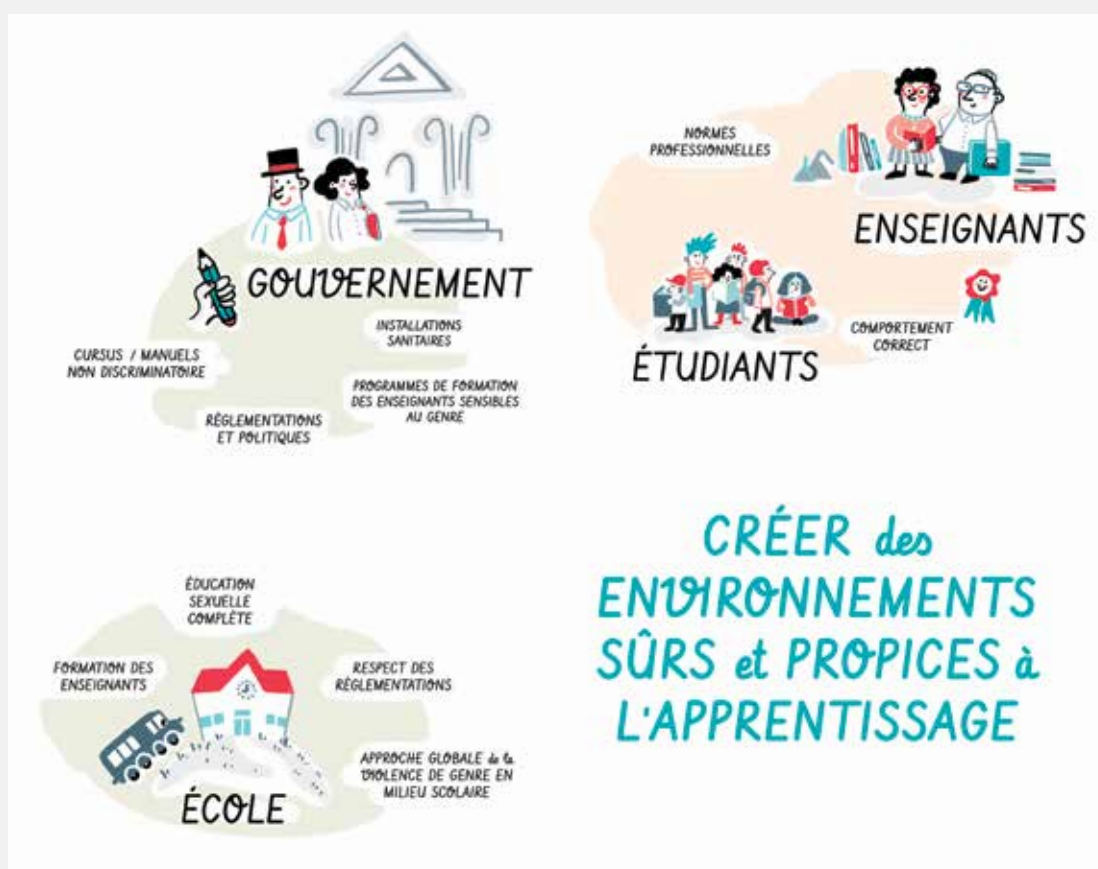 GOUVERNEMENT
INSTALLATIONS
SANITAIRES
CURSUS / MANUELS
NON DISCRIMINATOIRE
PROGRAMMES DE FORMATION
DES ENSEIGNANTS SENSIBLES
AU GENRE
RÈGLEMENTATIONS
ET POLITIQUES
NORMES
PROFESSIONNELLES
ENSEIGNANTS
ÉTUDIANTS
COMPORTEMENT
CORRECT
ÉDUCATION
SEXUELLE
COMPLÈTE
FORMATION DES
ENSEIGNANTS
RESPECT DES
RÈGLEMENTATIONS
APPROCHE GLOBALE de la
VIOLENCE DE GENRE EN
MILIEU SCOLAIRE
ÉCOLE
CRÉER des
ENVIRONNEMENTS
SÛRS et PROPICES à
L'APPRENTISSAGE